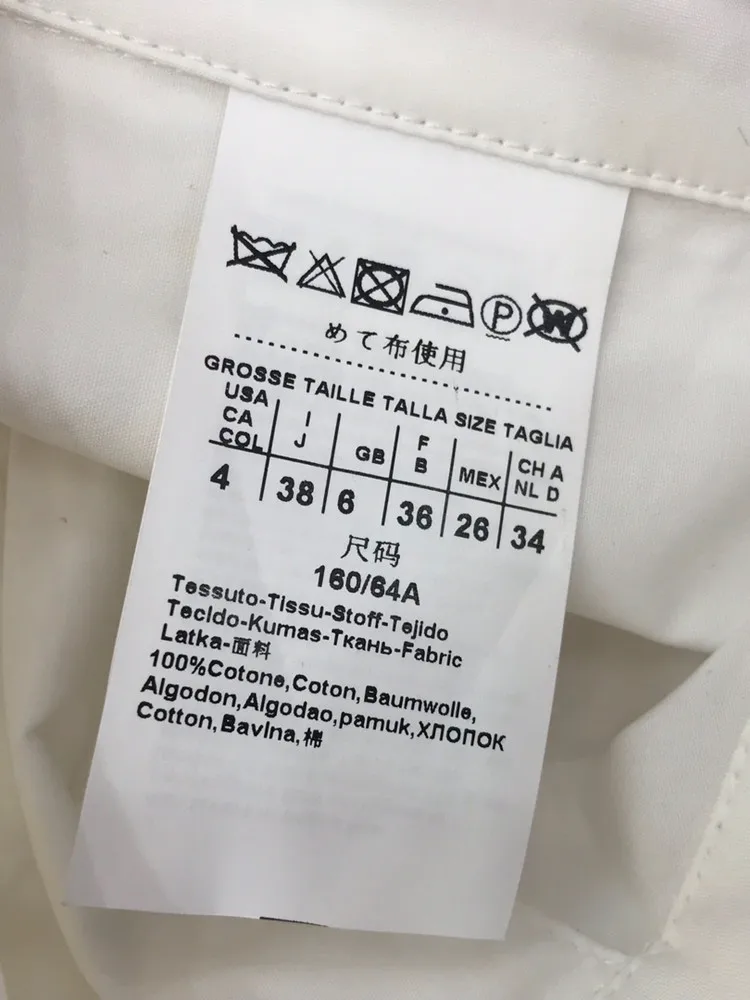 P W
めて布使用
GROSSE TAILLE TALLA SIZE TAGLIA
USA CA COL I J GB F B MEX CH A NL D
4 38 6 36 26 34
尺码
160/64A
Tessuto-Tissu-Stoff-Tejido
Tecido-Kumas-Ткань-Fabric
Latka-面料
100%Cotone,Coton,Baumwolle,
Algodon,Algodao,pamuk,ХЛОПОК
Cotton,Bavlna,棉